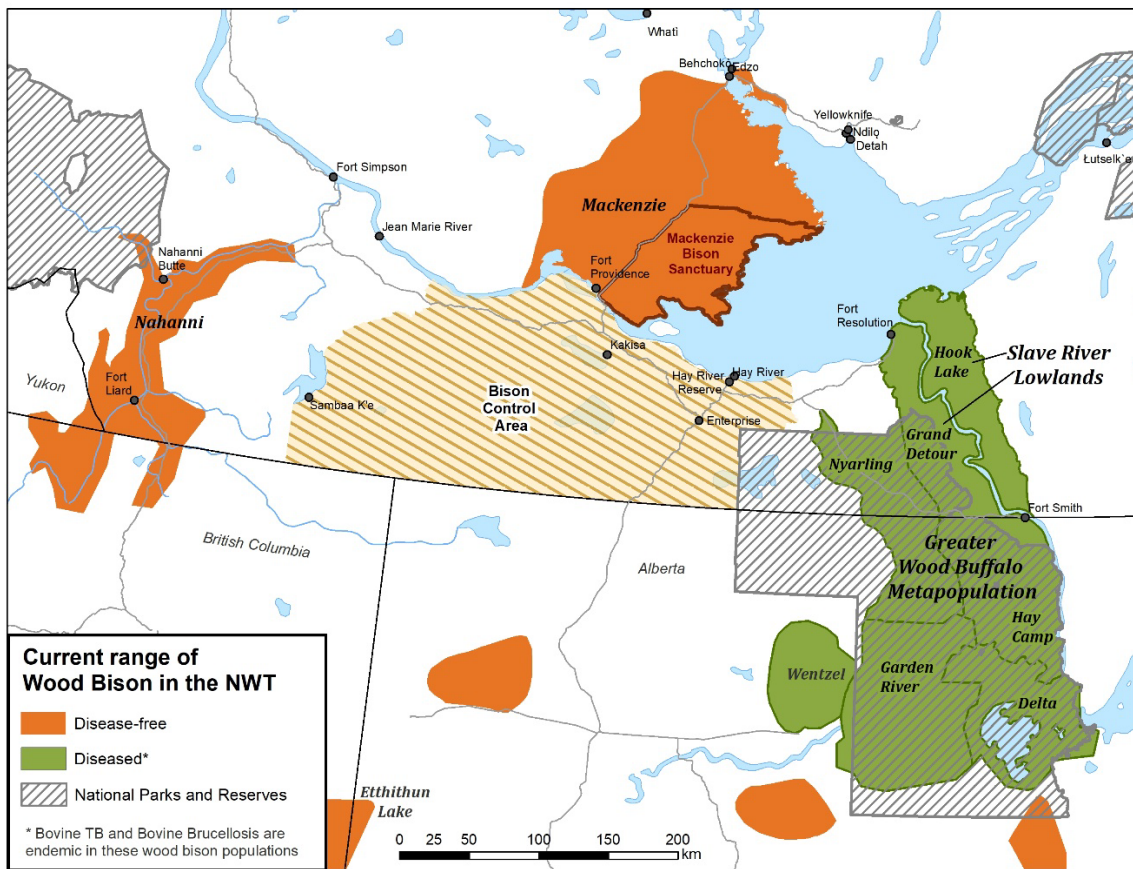 Whatì
Behchokǫ̀
Edzo
Yellowknife
Ndilǫ
Detah
Łutselk'e
Fort Simpson
Jean Marie River
Mackenzie
Mackenzie
Bison
Sanctuary
Nahanni
Butte
Fort
Providence
Nahanni
Fort
Resolution
Hook
Lake
Slave River
Lowlands
Kakisa
Hay River
Hay River
Reserve
Yukon
Fort
Liard
Sambaa K'e
Bison
Control
Area
Enterprise
Grand
Detour
Nyarling
Fort Smith
British Columbia
Alberta
Greater
Wood Buffalo
Metapopulation
Hay
Camp
Wentzel
Garden
River
Delta
Current range of
Wood Bison in the NWT
Disease-free
Diseased*
National Parks and Reserves
* Bovine TB and Bovine Brucellosis are
endemic in these wood bison populations
Etthithun
Lake
0 50 100 150 200
km